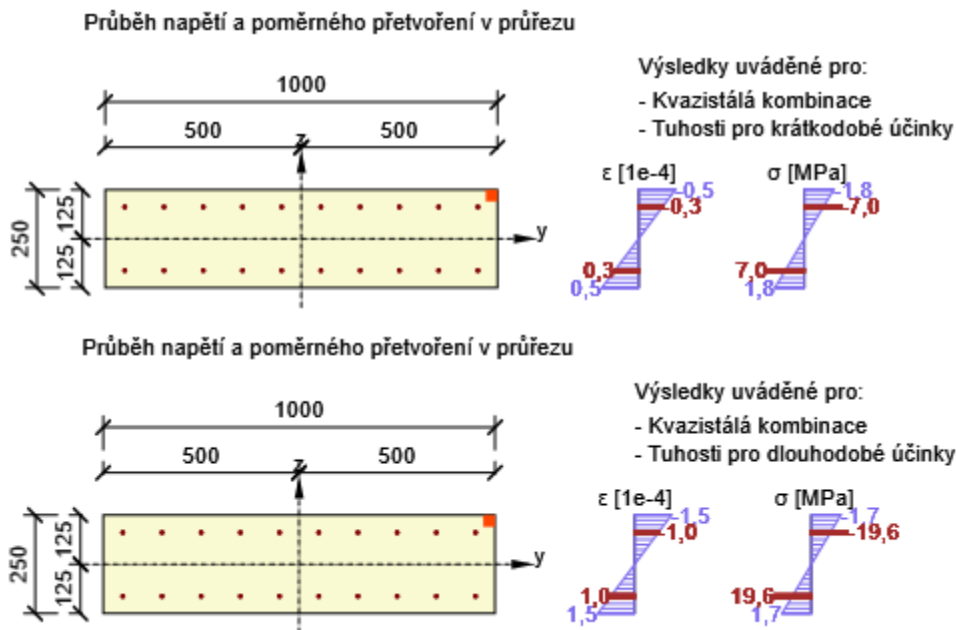 Průběh napětí a poměrného přetvoření v průřezu
Výsledky uváděné pro:
- Kvazistálá kombinace
- Tuhosti pro krátkodobé účinky
1000
500 500
z
y
250
125
125
ε [1e-4]
-0,5
-0,3
0,3
0,5
σ [MPa]
-1,8
-7,0
7,0
1,8
Průběh napětí a poměrného přetvoření v průřezu
Výsledky uváděné pro:
- Kvazistálá kombinace
- Tuhosti pro dlouhodobé účinky
1000
500 500
z
y
250
125
125
ε [1e-4]
-1,5
-1,0
1,0
1,5
σ [MPa]
-1,7
-19,6
19,6
1,7